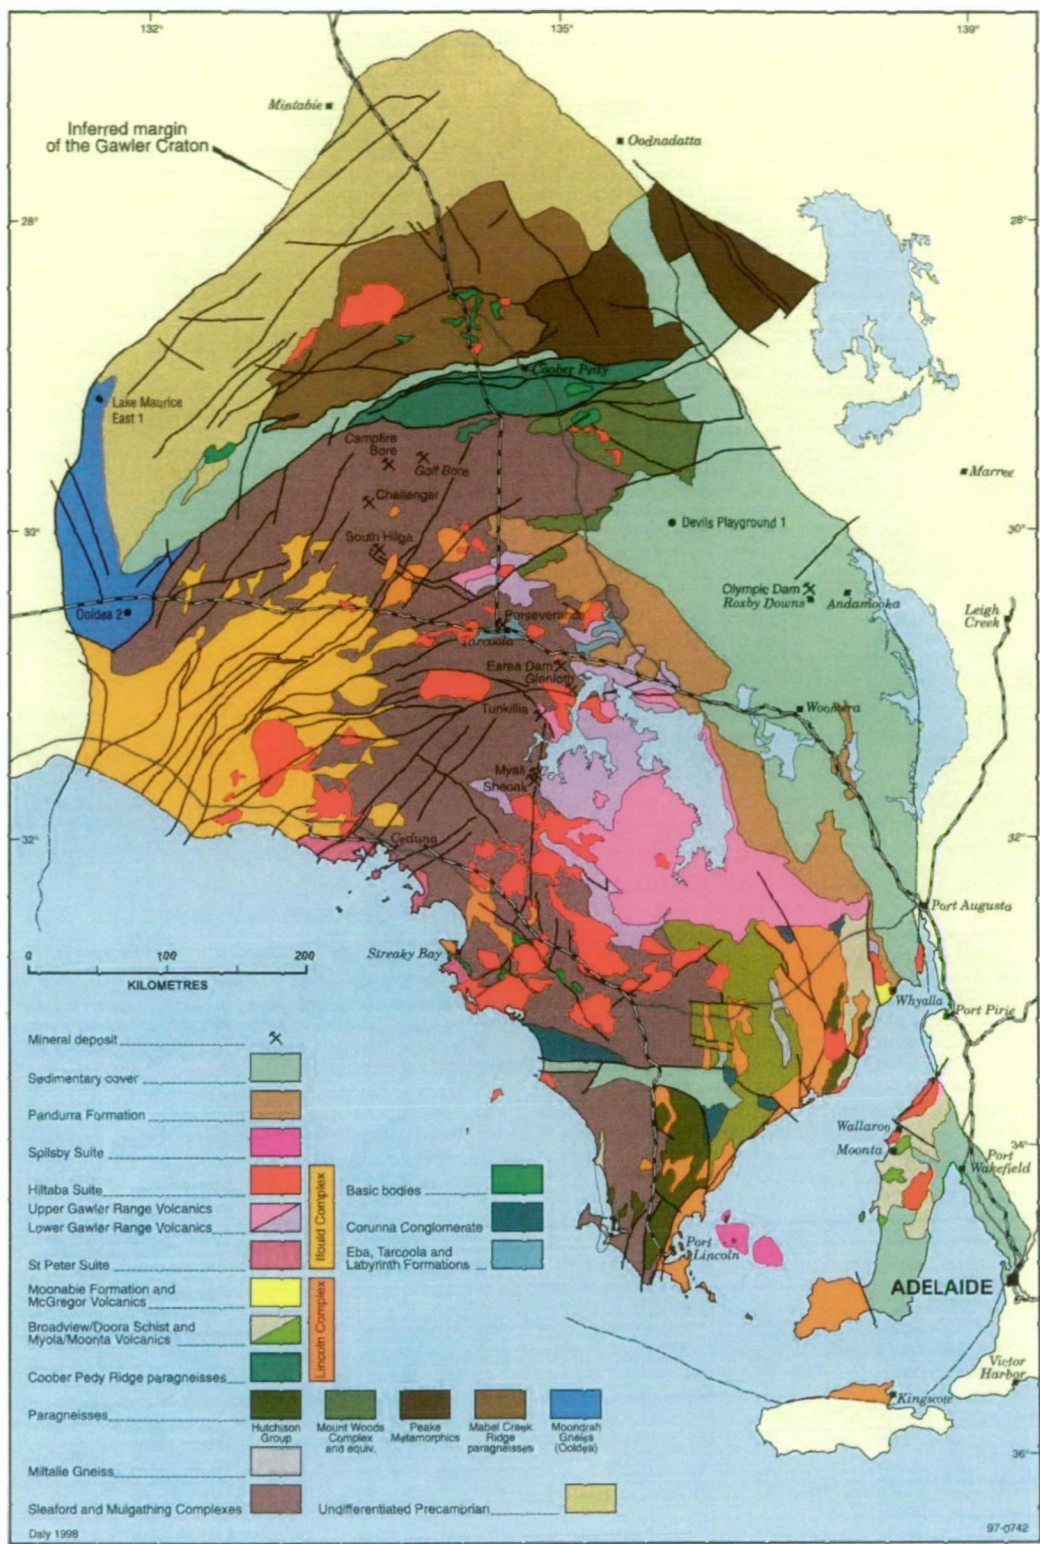 132°
135°
139°
Mintabie
Inferred margin
of the Gawler Craton
Oodnadatta
28°
28°
Coober Pedy
Lake Maurice
East 1
Campfire
Bore
Golf Bore
Challenger
Marree
30°
30°
Devils Playground 1
South Hilga
Olympic Dam
Roxby Downs
Andamooka
Leigh
Creek
Ooldea 2
Perseverance
Tarcoola
Earea Dam
Glenloth
Tunkillia
Woomera
Myall
Sheoak
32°
32°
Ceduna
Port Augusta
Streaky Bay
0
100
200
KILOMETRES
Whyalla
Port Pirie
Mineral deposit
Sedimentary cover
Pandurra Formation
Spilsby Suite
Hiltaba Suite
Upper Gawler Range Volcanics
Lower Gawler Range Volcanics
St Peter Suite
Moonabie Formation and
McGregor Volcanics
Broadview/Doora Schist and
Myola/Moonta Volcanics
Coober Pedy Ridge paragneisses
Ifould Complex
Lincoln Complex
Basic bodies
Corunna Conglomerate
Eba, Tarcoola and
Labyrinth Formations
Wallaroo
Moonta
34°
Port
Wakefield
Port
Lincoln
ADELAIDE
Victor
Harbor
Kingscote
Paragneisses
Hutchison
Group
Mount Woods
Complex
and equiv.
Peake
Metamorphics
Mabel Creek
Ridge
paragneisses
Moondrah
Gneiss
(Ooldea)
36°
Miltalie Gneiss
Sleaford and Mulgathing Complexes
Undifferentiated Precambrian
Daly 1998
97-0742